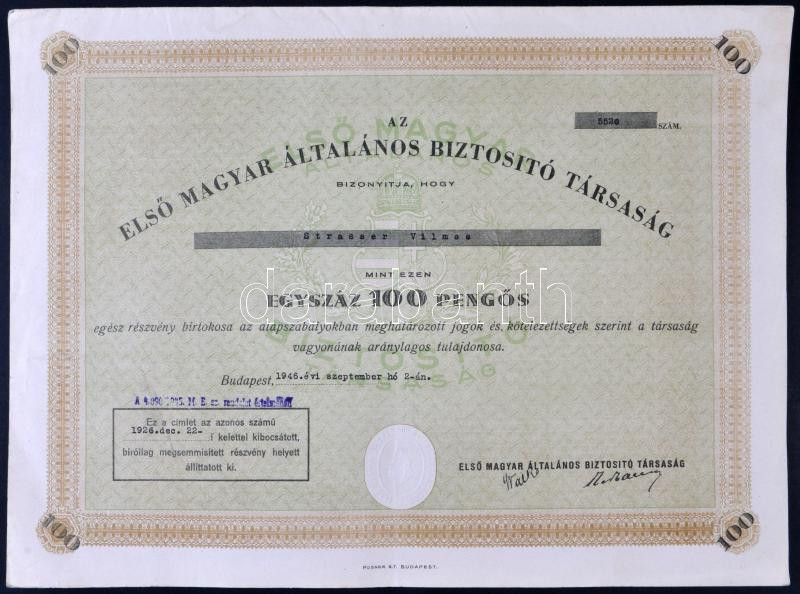 100
100
AZ
5520 SZÁM.
ELSŐ MAGYAR ÁLTALÁNOS BIZTOSITÓ TÁRSASÁG
BIZONYITJA, HOGY
Strasser Vilmos
MINT EZEN
EGYSZÁZ 100 PENGŐS
egész részvény birtokosa az alapszabályokban meghatározott jogok és kötelezettségek szerint a társaság
vagyonának aránylagos tulajdonosa.
Budapest, 1946.évi szeptember hó 2-án.
Ez a címlet az azonos számú
1926.dec. 22- i kelettel kibocsátott,
biróilag megsemmisített részvény helyett
állíttatott ki.
ELSŐ MAGYAR ÁLTALÁNOS BIZTOSITÓ TÁRSASÁG
100
100
POSNER R.T. BUDAPEST.
darabanth